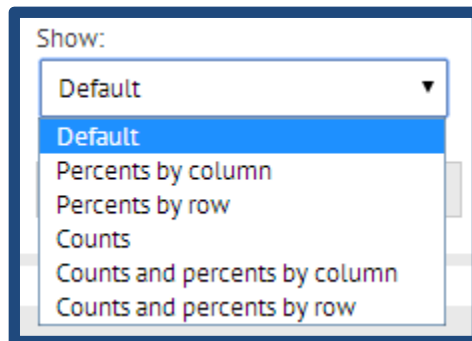 Show:
Default
Default
Percents by column
Percents by row
Counts
Counts and percents by column
Counts and percents by row